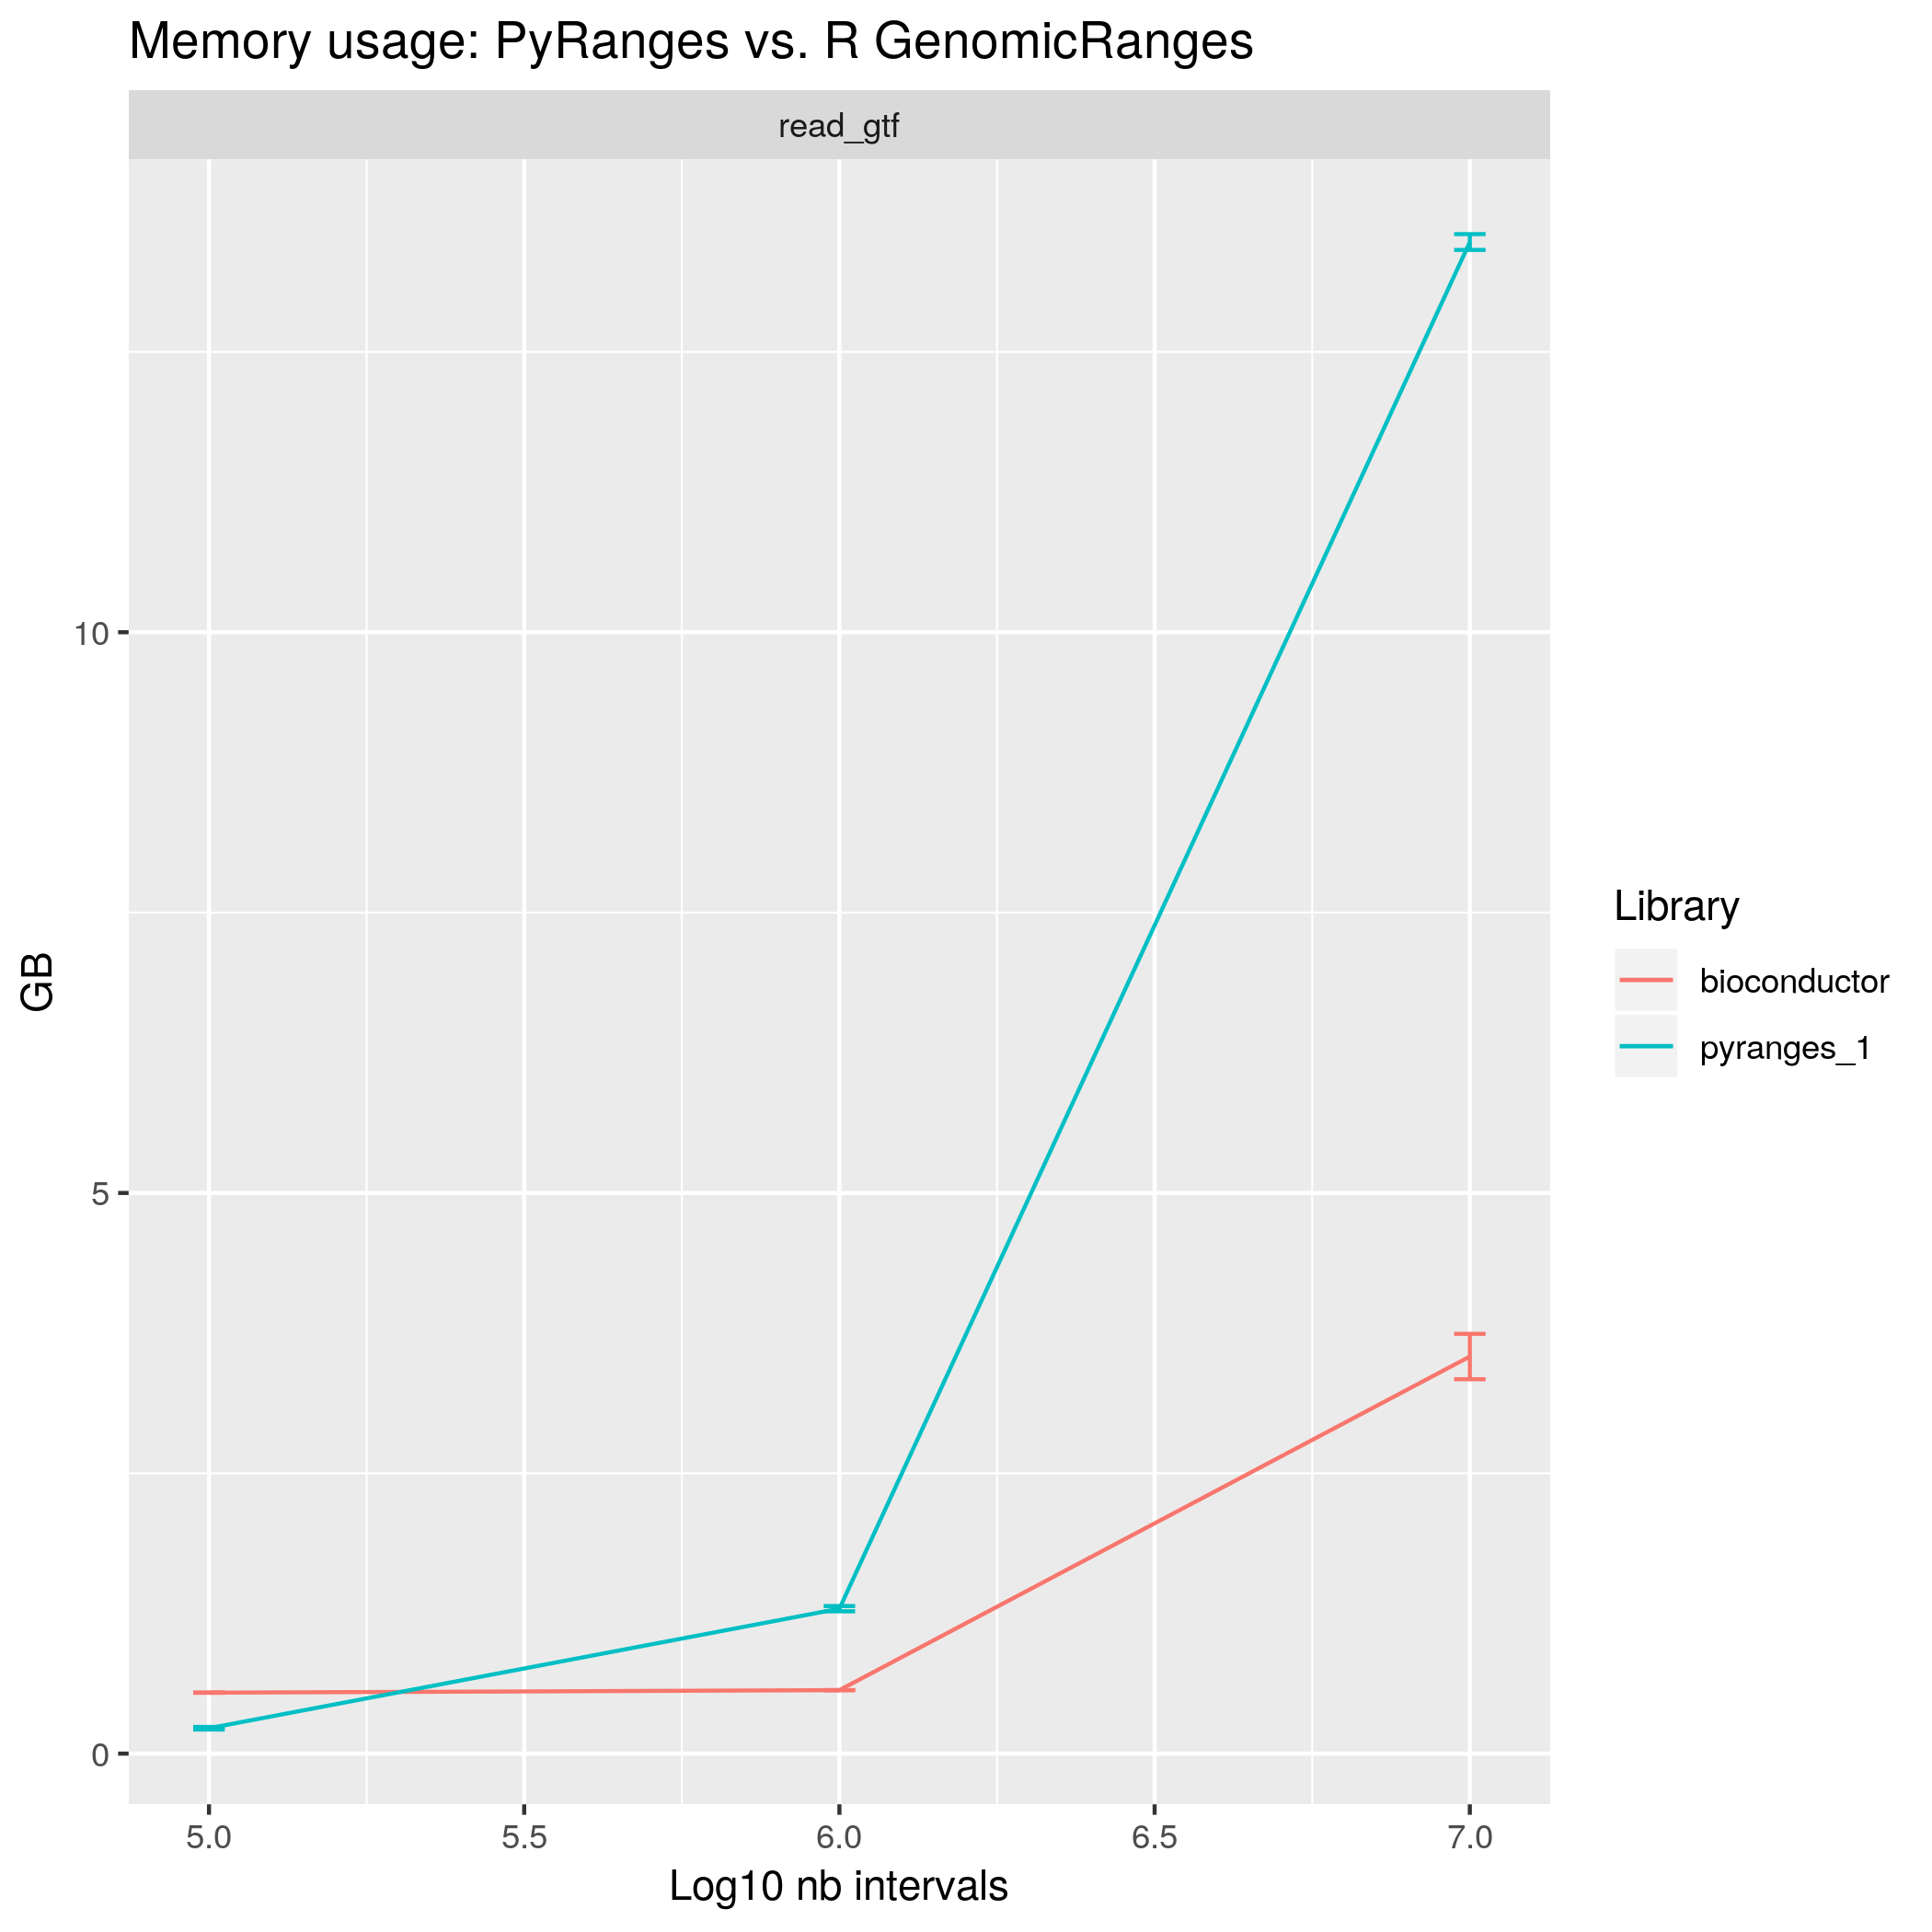 Memory usage: PyRanges vs. R GenomicRanges
read_gtf
10
5
0
GB
5.0 5.5 6.0 6.5 7.0
Log10 nb intervals
Library
bioconductor
pyranges_1